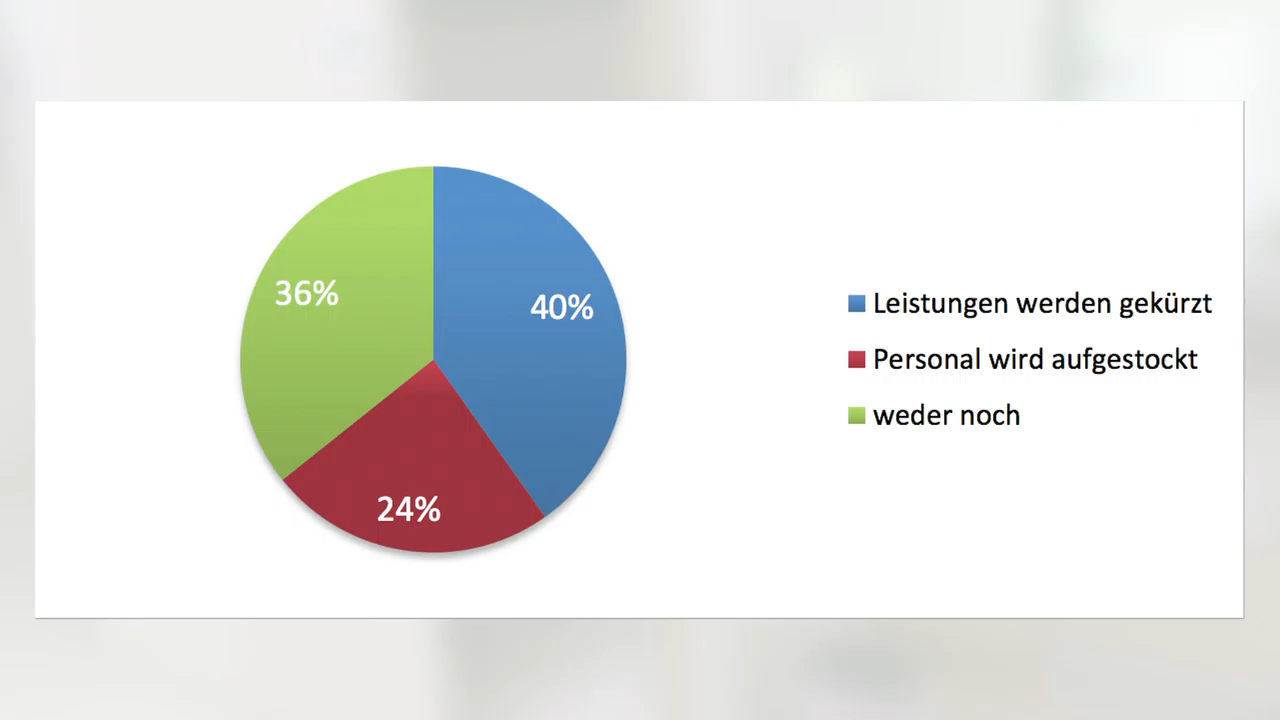 36%
40%
24%
Leistungen werden gekürzt
Personal wird aufgestockt
weder noch